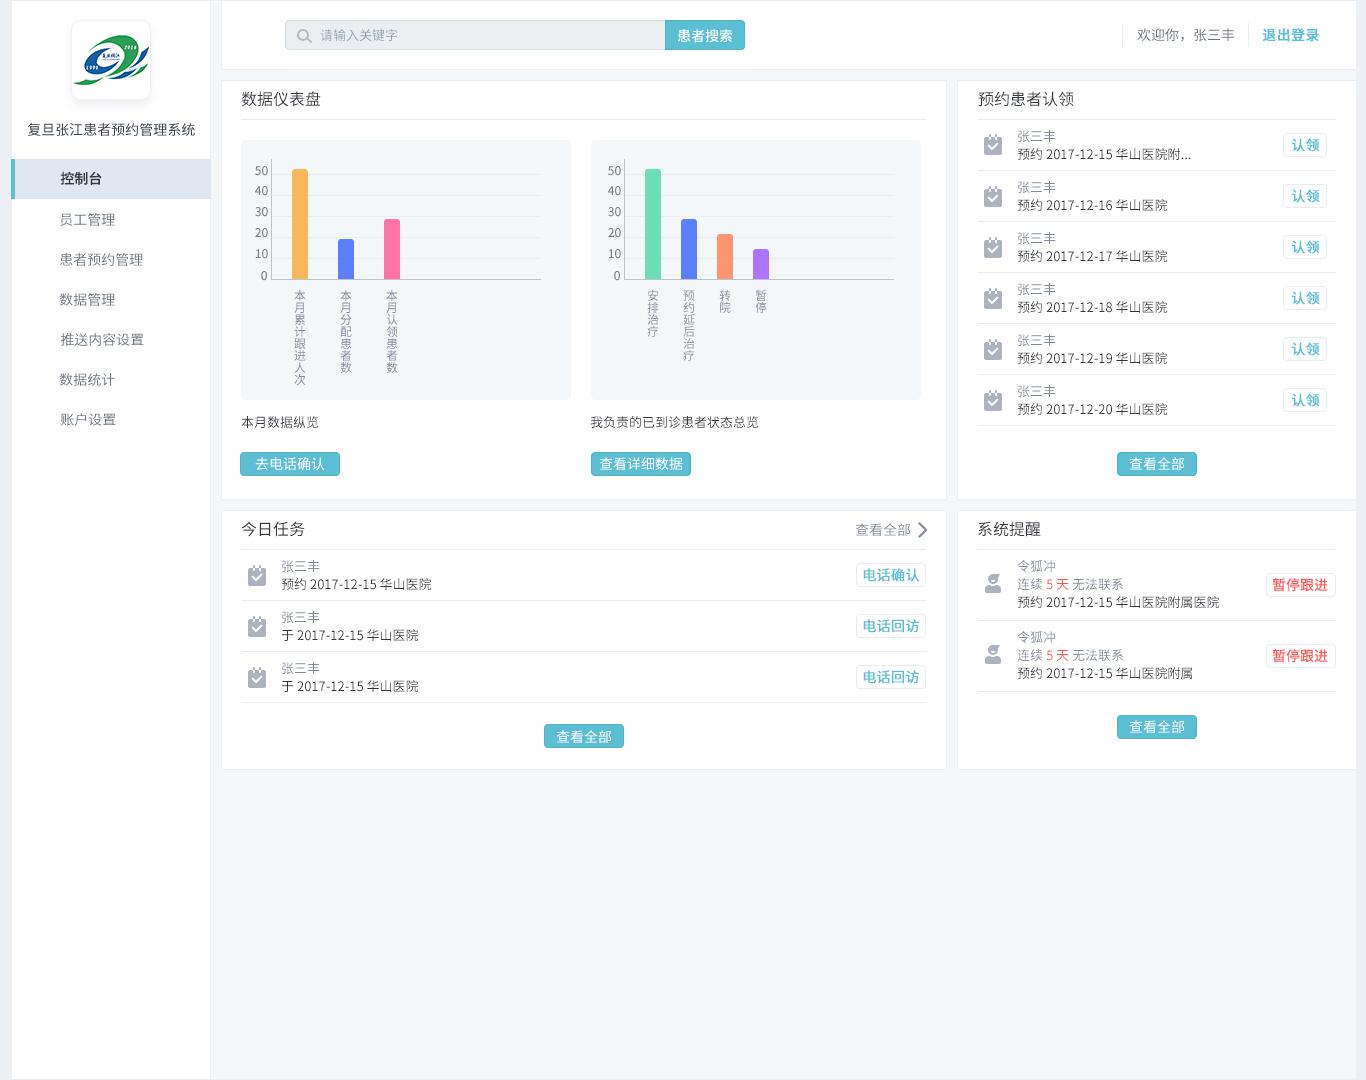 复旦张江患者预约管理系统
控制台
员工管理
患者预约管理
数据管理
推送内容设置
数据统计
账户设置
请输入关键字
患者搜索
欢迎你，张三丰
退出登录
数据仪表盘
50
40
30
20
10
0
本月累计跟进人次
本月分配患者数
本月认领患者数
本月数据纵览
去电话确认
50
40
30
20
10
0
安排治疗
预约延后治疗
转院
暂停
我负责的已到诊患者状态总览
查看详细数据
预约患者认领
张三丰
预约 2017-12-15 华山医院附...
认领
张三丰
预约 2017-12-16 华山医院
认领
张三丰
预约 2017-12-17 华山医院
认领
张三丰
预约 2017-12-18 华山医院
认领
张三丰
预约 2017-12-19 华山医院
认领
张三丰
预约 2017-12-20 华山医院
认领
查看全部
今日任务
查看全部
张三丰
预约 2017-12-15 华山医院
电话确认
张三丰
于 2017-12-15 华山医院
电话回访
张三丰
于 2017-12-15 华山医院
电话回访
查看全部
系统提醒
令狐冲
连续 5 天 无法联系
预约 2017-12-15 华山医院附属医院
暂停跟进
令狐冲
连续 5 天 无法联系
预约 2017-12-15 华山医院附属
暂停跟进
查看全部